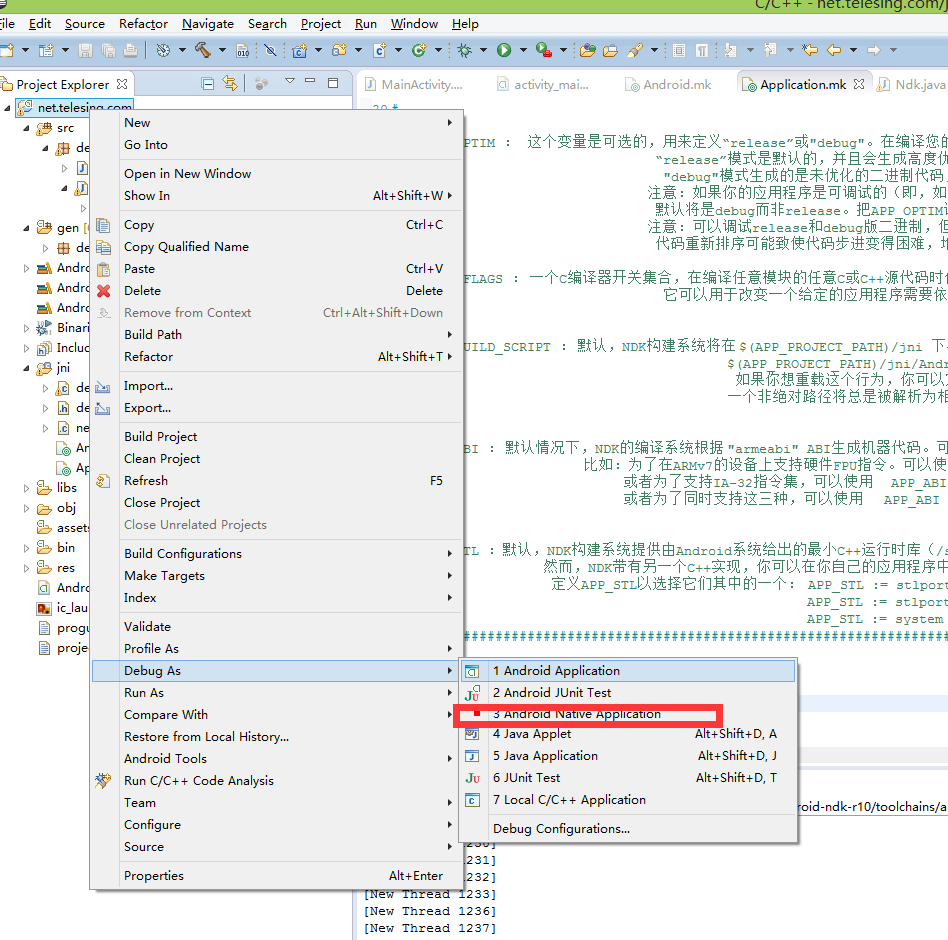 C/C++ - net.telesing.com/j
File Edit Source Refactor Navigate Search Project Run Window Help
Project Explorer
MainActivity....
activity_mai...
Android.mk
Application.mk
Ndk.java
net.telesing.com
src
de
gen [
de
Andro
Andro
Andro
Binari
Includ
jni
de
de
ne
An
Ap
libs
obj
assets
bin
res
Andro
ic_lau
progu
projec
New
Go Into
Open in New Window
Show In Alt+Shift+W
Copy Ctrl+C
Copy Qualified Name
Paste Ctrl+V
Delete Delete
Remove from Context Ctrl+Alt+Shift+Down
Build Path
Refactor Alt+Shift+T
Import...
Export...
Build Project
Clean Project
Refresh F5
Close Project
Close Unrelated Projects
Build Configurations
Make Targets
Index
Validate
Profile As
Debug As
Run As
Compare With
Restore from Local History...
Android Tools
Run C/C++ Code Analysis
Team
Configure
Source
Properties Alt+Enter
1 Android Application
2 Android JUnit Test
3 Android Native Application
4 Java Applet Alt+Shift+D, A
5 Java Application Alt+Shift+D, J
6 JUnit Test Alt+Shift+D, T
7 Local C/C++ Application
Debug Configurations...
PTIM : 这个变量是可选的，用来定义“release”或"debug"。在编译您的
“release”模式是默认的，并且会生成高度优
"debug"模式生成的是未优化的二进制代码，
注意：如果你的应用程序是可调试的（即，如
默认将是debug而非release。把APP_OPTIM
注意：可以调试release和debug版二进制，但
代码重新排序可能致使代码步进变得困难，堆
FLAGS : 一个C编译器开关集合，在编译任意模块的任意C或C++源代码时
它可以用于改变一个给定的应用程序需要依
UILD_SCRIPT : 默认，NDK构建系统将在 $(APP_PROJECT_PATH)/jni 下
$(APP_PROJECT_PATH)/jni/Andr
如果你想重载这个行为，你可以
一个非绝对路径将总是被解析为相
BI : 默认情况下，NDK的编译系统根据 "armeabi" ABI生成机器代码。可
比如：为了在ARMv7的设备上支持硬件FPU指令。可以使
或者为了支持IA-32指令集，可以使用 APP_ABI
或者为了同时支持这三种，可以使用 APP_ABI
TL : 默认，NDK构建系统提供由Android系统给出的最小C++运行时库（/s
然而，NDK带有另一个C++实现，你可以在你自己的应用程序中
定义APP_STL以选择它们其中的一个： APP_STL := stlport
APP_STL := stlport
APP_STL := system
roid-ndk-r10/toolchains/a
1231]
1232]
[New Thread 1233]
[New Thread 1236]
[New Thread 1237]